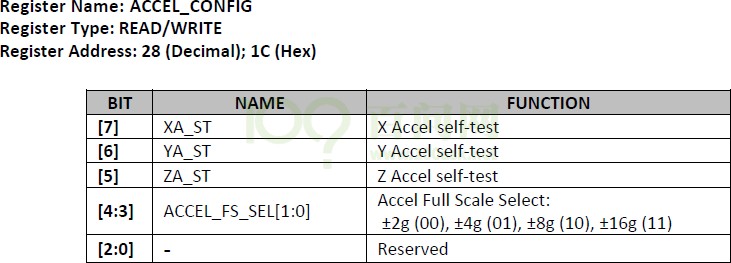 Register Name: ACCEL_CONFIG
Register Type: READ/WRITE
Register Address: 28 (Decimal); 1C (Hex)
BIT NAME FUNCTION
[7] XA_ST X Accel self-test
[6] YA_ST Y Accel self-test
[5] ZA_ST Z Accel self-test
[4:3] ACCEL_FS_SEL[1:0] Accel Full Scale Select:
±2g (00), ±4g (01), ±8g (10), ±16g (11)
[2:0] - Reserved